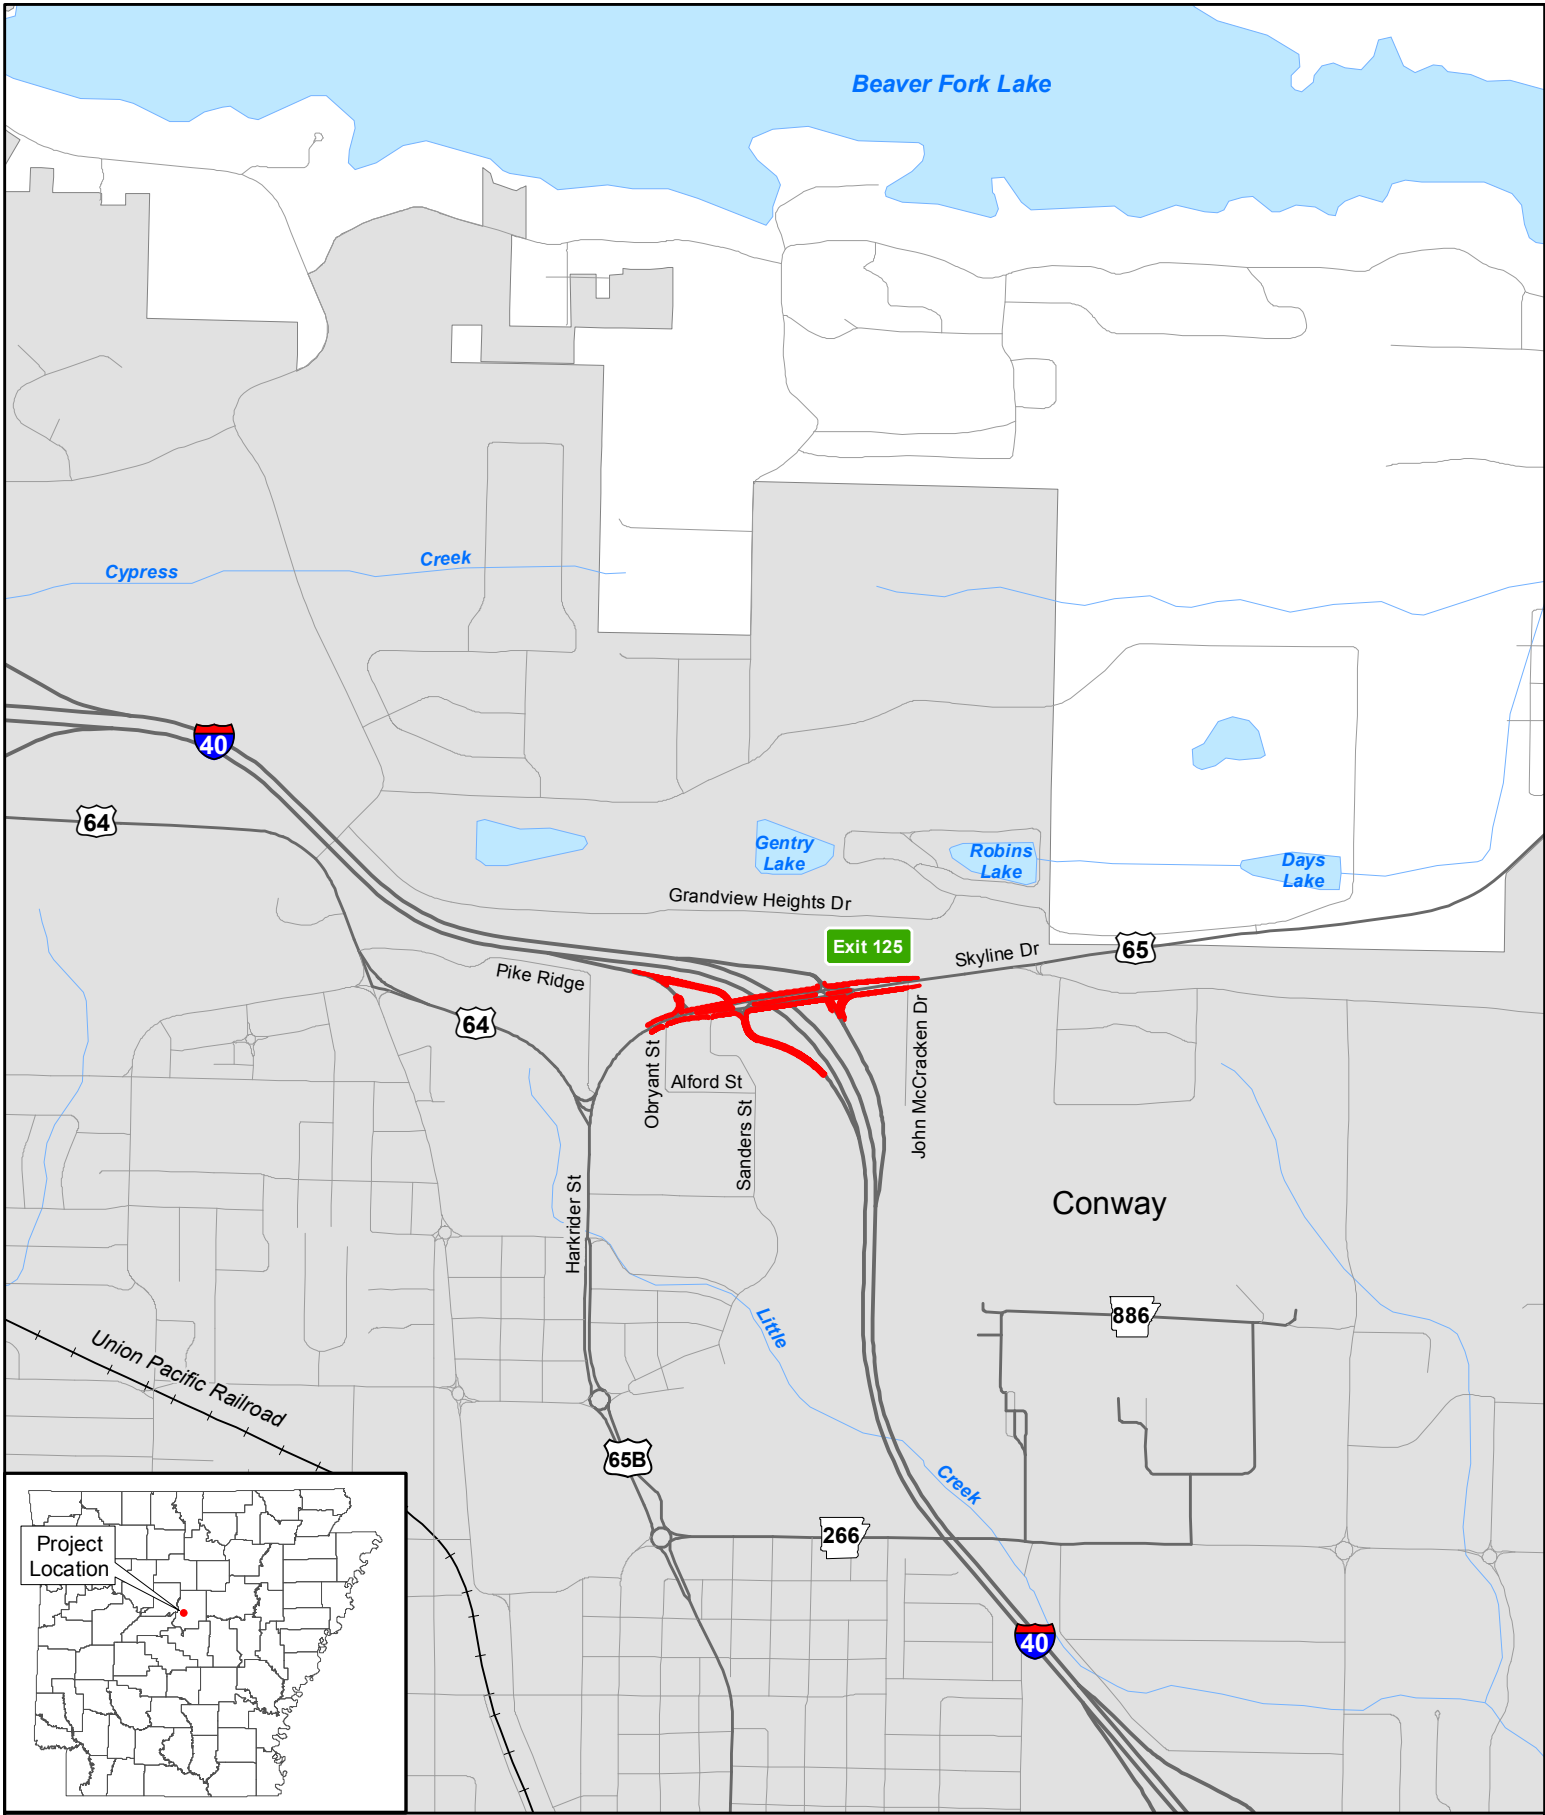 Beaver Fork Lake
Cypress
Creek
40
64
Gentry
Lake
Robins
Lake
Days
Lake
Grandview Heights Dr
Exit 125
Skyline Dr
65
Pike Ridge
64
Obryant St
Alford St
Sanders St
John McCracken Dr
Harkrider St
Conway
Little
Creek
886
Union Pacific Railroad
65B
266
40
Project
Location